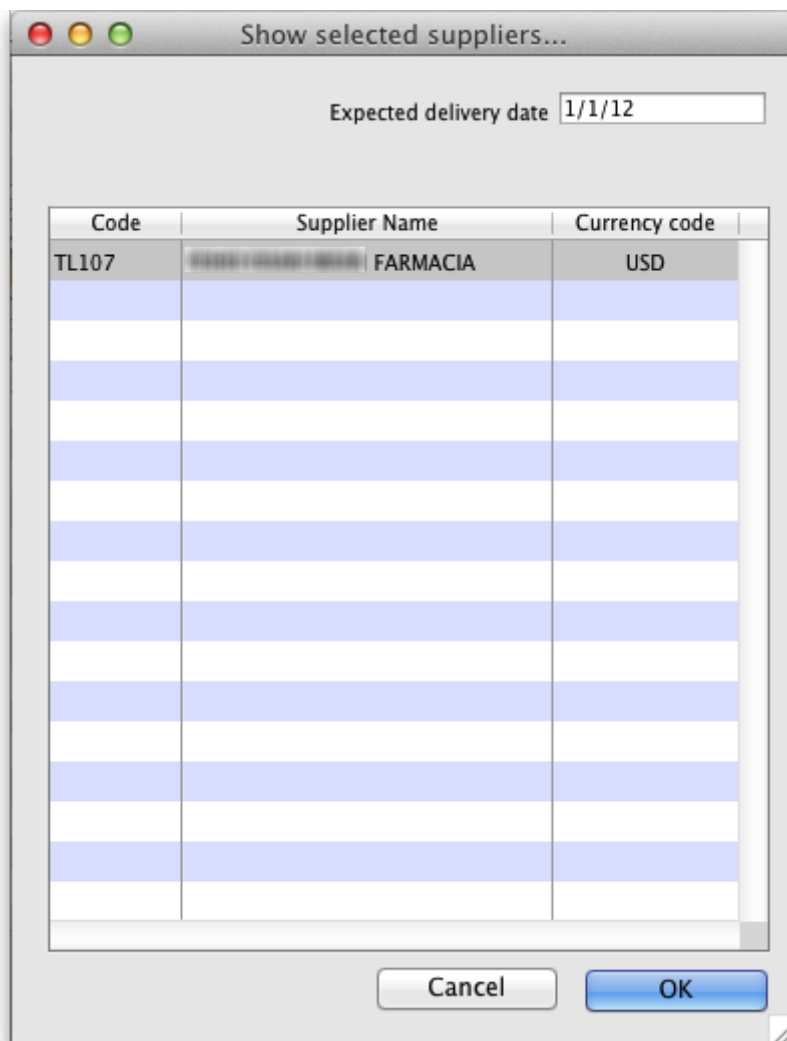 Show selected suppliers...
Expected delivery date 1/1/12
Code Supplier Name Currency code
TL107 FARMACIA USD
Cancel OK